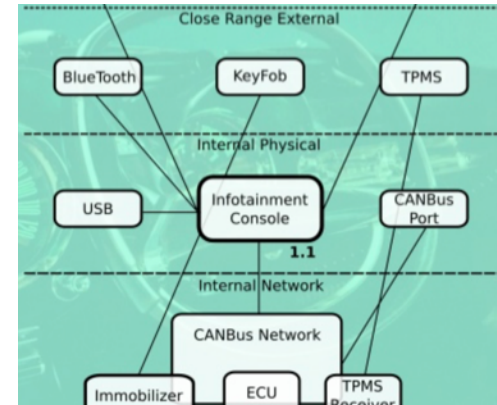 Close Range External
BlueTooth
KeyFob
TPMS
Internal Physical
USB
Infotainment
Console
CANBus
Port
1.1
Internal Network
CANBus Network
Immobilizer
ECU
TPMS
Receiver